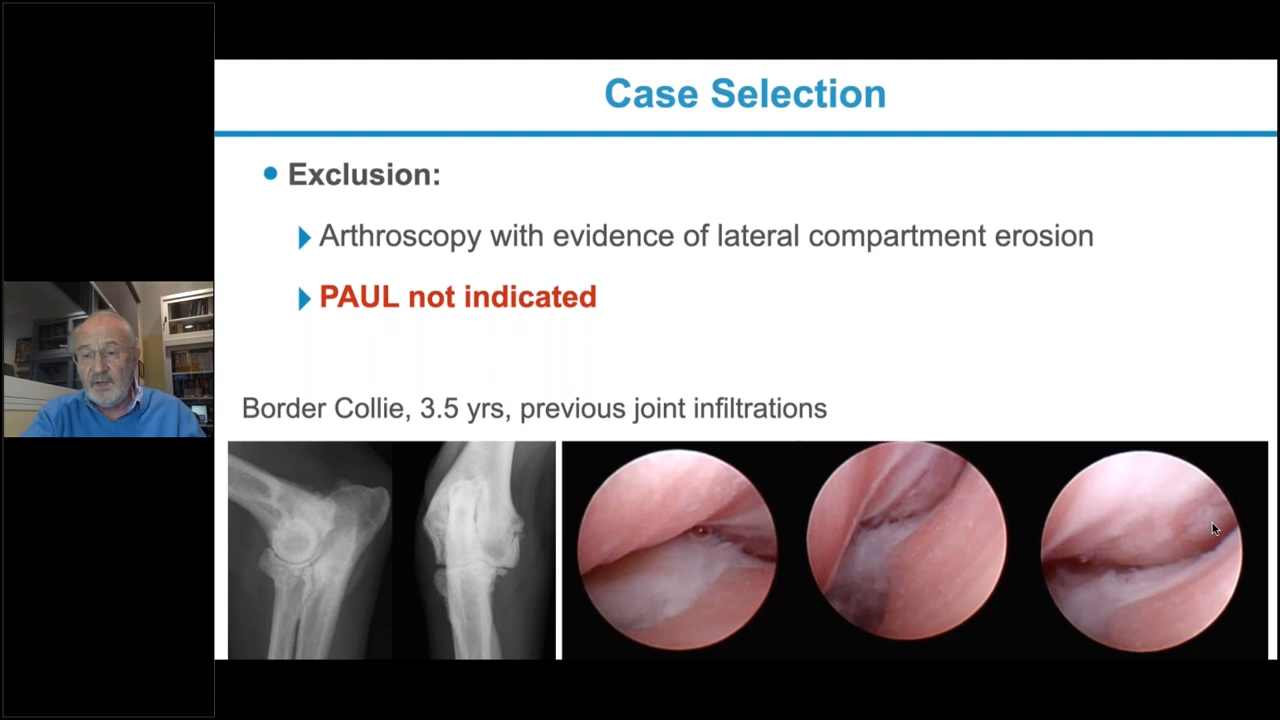 Case Selection
Exclusion:
Arthroscopy with evidence of lateral compartment erosion
PAUL not indicated
Border Collie, 3.5 yrs, previous joint infiltrations